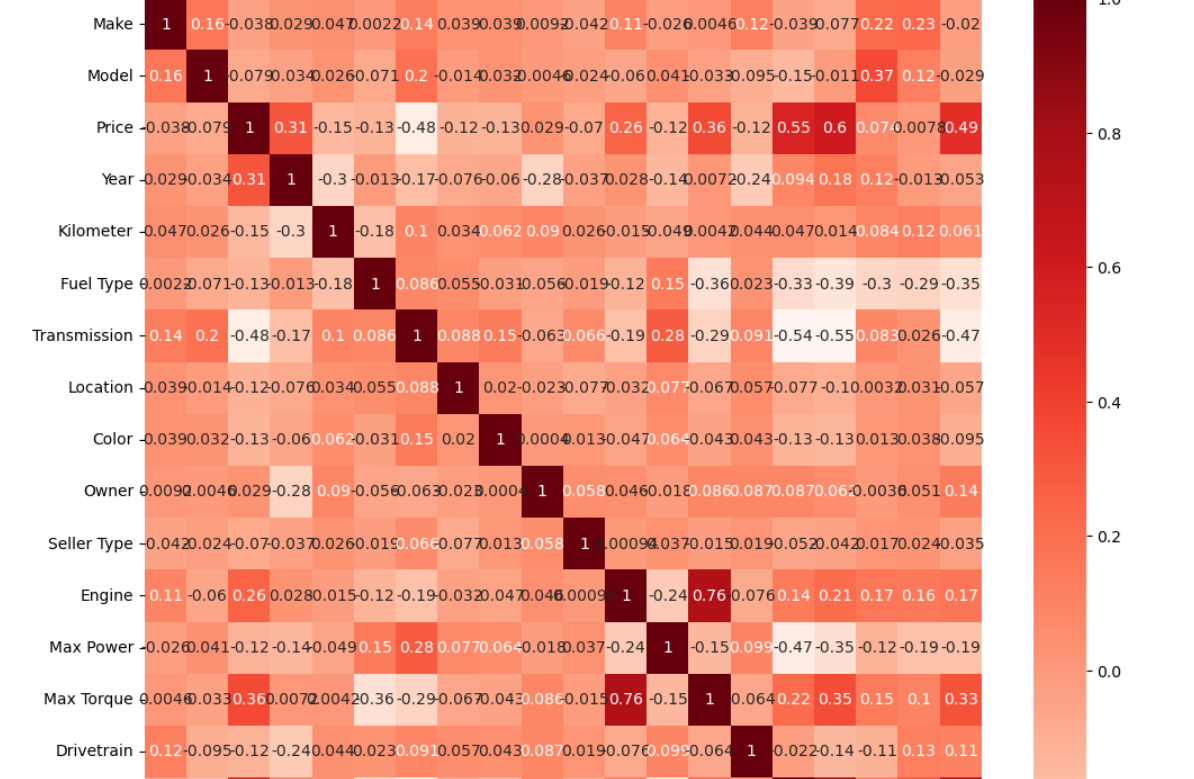 1.0
Make 1 0.16 -0.038 0.029 0.047 0.0022 0.14 0.039 0.039 0.0092 -0.042 0.11 -0.026 0.0046 0.12 -0.039 -0.077 0.22 0.23 -0.02
Model 0.16 1 -0.079 -0.034 0.026 -0.071 0.2 -0.014 0.032 -0.0046 -0.024 -0.06 0.041 -0.033 -0.095 -0.15 -0.011 0.37 0.12 -0.029
Price -0.038 -0.079 1 0.31 -0.15 -0.13 -0.48 -0.12 -0.13 0.029 -0.07 0.26 -0.12 0.36 -0.12 0.55 0.6 0.074 0.0078 0.49
0.8
Year 0.029 -0.034 0.31 1 -0.3 -0.013 -0.17 -0.076 -0.06 -0.28 -0.037 0.028 -0.14 0.0072 -0.24 0.094 0.18 0.12 -0.013 -0.053
Kilometer 0.047 0.026 -0.15 -0.3 1 -0.18 0.1 0.034 0.062 0.09 0.026 -0.015 -0.049 0.0042 0.044 0.047 0.014 0.084 0.12 0.061
0.6
Fuel Type 0.0022 -0.071 -0.13 -0.013 -0.18 1 0.086 0.055 -0.031 -0.056 -0.019 -0.12 0.15 -0.36 0.023 -0.33 -0.39 -0.3 -0.29 -0.35
Transmission 0.14 0.2 -0.48 -0.17 0.1 0.086 1 0.088 0.15 -0.063 0.066 -0.19 0.28 -0.29 0.091 -0.54 -0.55 0.083 0.026 -0.47
Location 0.039 -0.014 -0.12 -0.076 0.034 0.055 0.088 1 0.02 -0.023 -0.077 0.032 0.077 -0.067 0.057 -0.077 -0.1 0.0032 0.031 -0.057
0.4
Color 0.039 0.032 -0.13 -0.06 0.062 -0.031 0.15 0.02 1 0.0004 0.013 -0.047 0.064 -0.043 0.043 -0.13 -0.13 0.013 0.038 -0.095
Owner 0.0092 -0.0046 0.029 -0.28 0.09 -0.056 -0.063 -0.023 0.0004 1 0.058 0.046 -0.018 0.086 0.087 0.087 0.062 -0.0036 0.051 0.14
0.2
Seller Type -0.042 -0.024 -0.07 -0.037 0.026 -0.019 0.066 -0.077 0.013 0.058 1 0.037 -0.015 0.019 -0.052 -0.042 0.017 0.024 -0.035
Engine 0.11 -0.06 0.26 0.028 -0.015 -0.12 -0.19 -0.032 -0.047 0.046 1 -0.24 0.76 -0.076 0.14 0.21 0.17 0.16 0.17
Max Power -0.026 0.041 -0.12 -0.14 -0.049 0.15 0.28 0.077 0.064 -0.018 0.037 -0.24 1 -0.15 0.099 -0.47 -0.35 -0.12 -0.19 -0.19
0.0
Max Torque 0.0046 -0.033 0.36 0.0072 0.0042 -0.36 -0.29 -0.067 -0.043 0.086 -0.015 0.76 -0.15 1 -0.064 0.22 0.35 0.15 0.1 0.33
Drivetrain 0.12 -0.095 -0.12 -0.24 0.044 0.023 0.091 0.057 0.043 0.087 0.019 -0.076 0.099 -0.064 1 -0.022 -0.14 -0.11 0.13 0.11